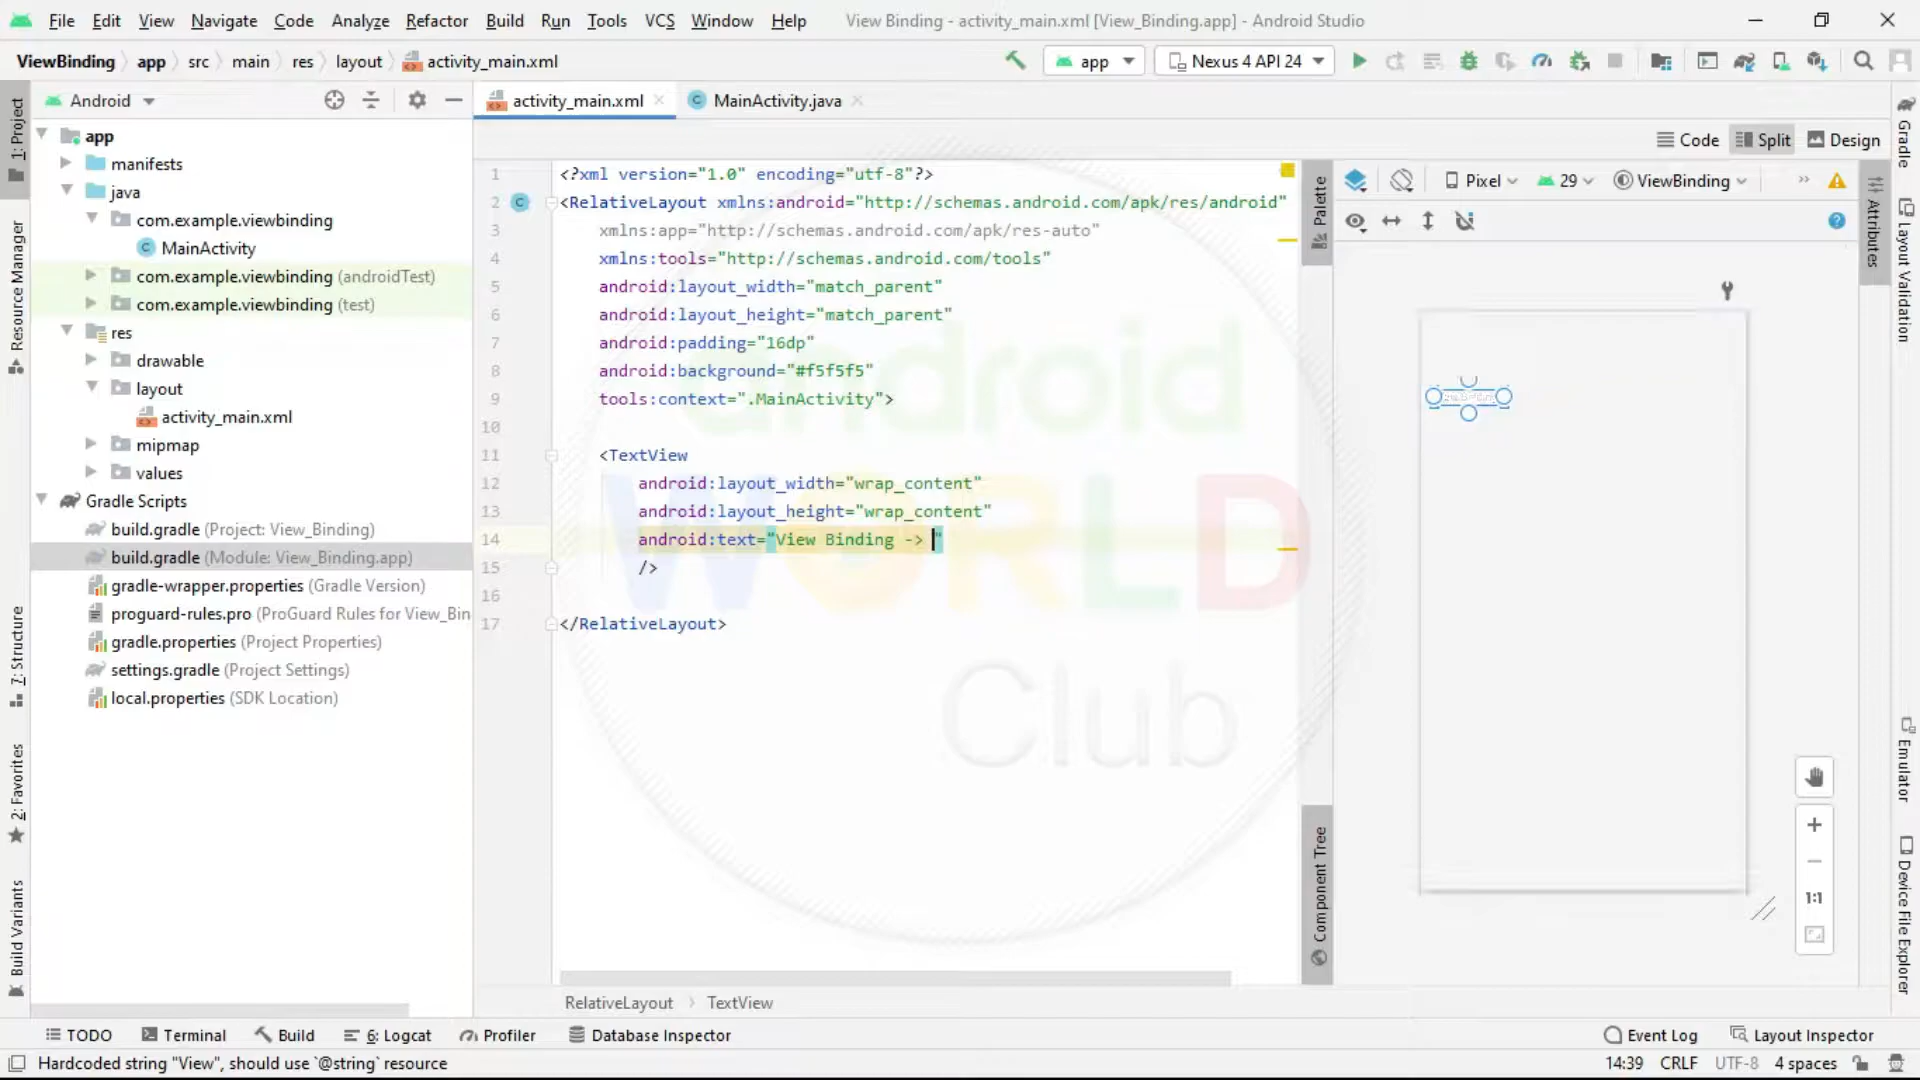 File Edit View Navigate Code Analyze Refactor Build Run Tools VCS Window Help View Binding - activity_main.xml [View_Binding.app] - Android Studio
ViewBinding app src main res layout activity_main.xml app Nexus 4 API 24
Android
activity_main.xml
MainActivity.java
Code Split Design
1: Project
Resource Manager
7: Structure
2: Favorites
Build Variants
app
manifests
java
com.example.viewbinding
MainActivity
com.example.viewbinding (androidTest)
com.example.viewbinding (test)
res
drawable
layout
activity_main.xml
mipmap
values
Gradle Scripts
build.gradle (Project: View_Binding)
build.gradle (Module: View_Binding.app)
gradle-wrapper.properties (Gradle Version)
proguard-rules.pro (ProGuard Rules for View_Bin
gradle.properties (Project Properties)
settings.gradle (Project Settings)
local.properties (SDK Location)
1 <?xml version="1.0" encoding="utf-8"?>
2 <RelativeLayout xmlns:android="http://schemas.android.com/apk/res/android"
3 xmlns:app="http://schemas.android.com/apk/res-auto"
4 xmlns:tools="http://schemas.android.com/tools"
5 android:layout_width="match_parent"
6 android:layout_height="match_parent"
7 android:padding="16dp"
8 android:background="#f5f5f5"
9 tools:context=".MainActivity">
10
11 <TextView
12 android:layout_width="wrap_content"
13 android:layout_height="wrap_content"
14 android:text="View Binding -> "
15 />
16
17 </RelativeLayout>
android
WORLD
Club
RelativeLayout TextView
Palette
Component Tree
Pixel 29 ViewBinding
1:1
Attributes
Gradle
Layout Validation
Emulator
Device File Explorer
TODO Terminal Build 6: Logcat Profiler Database Inspector Event Log Layout Inspector
Hardcoded string "View", should use `@string` resource 14:39 CRLF UTF-8 4 spaces